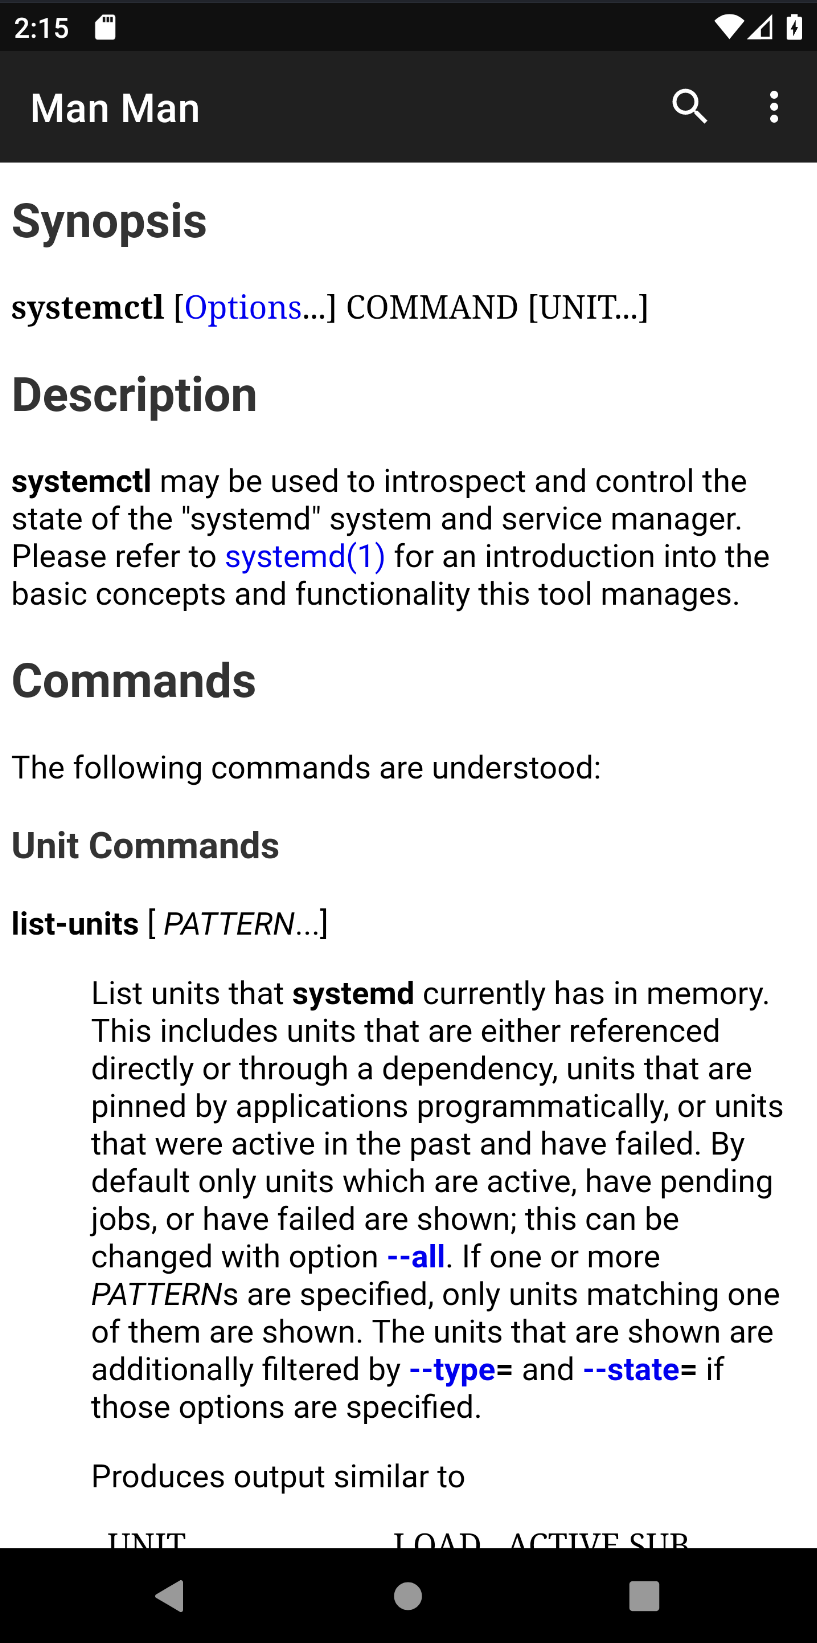 2:15
Man Man
Synopsis
systemctl [Options...] COMMAND [UNIT...]
Description
systemctl may be used to introspect and control the
state of the "systemd" system and service manager.
Please refer to systemd(1) for an introduction into the
basic concepts and functionality this tool manages.
Commands
The following commands are understood:
Unit Commands
list-units [ PATTERN...]
List units that systemd currently has in memory.
This includes units that are either referenced
directly or through a dependency, units that are
pinned by applications programmatically, or units
that were active in the past and have failed. By
default only units which are active, have pending
jobs, or have failed are shown; this can be
changed with option --all. If one or more
PATTERNs are specified, only units matching one
of them are shown. The units that are shown are
additionally filtered by --type= and --state= if
those options are specified.
Produces output similar to
UNIT LOAD ACTIVE SUB